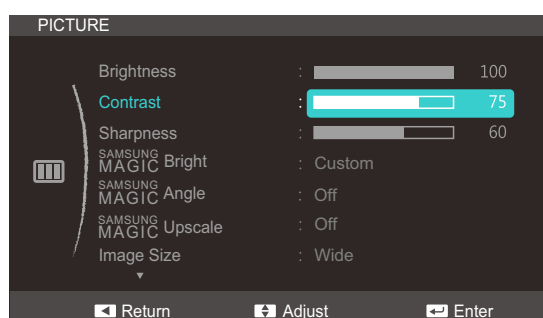 PICTURE
Brightness : 100
Contrast : 75
Sharpness : 60
SAMSUNG MAGIC Bright : Custom
SAMSUNG MAGIC Angle : Off
SAMSUNG MAGIC Upscale : Off
Image Size : Wide
Return Adjust Enter